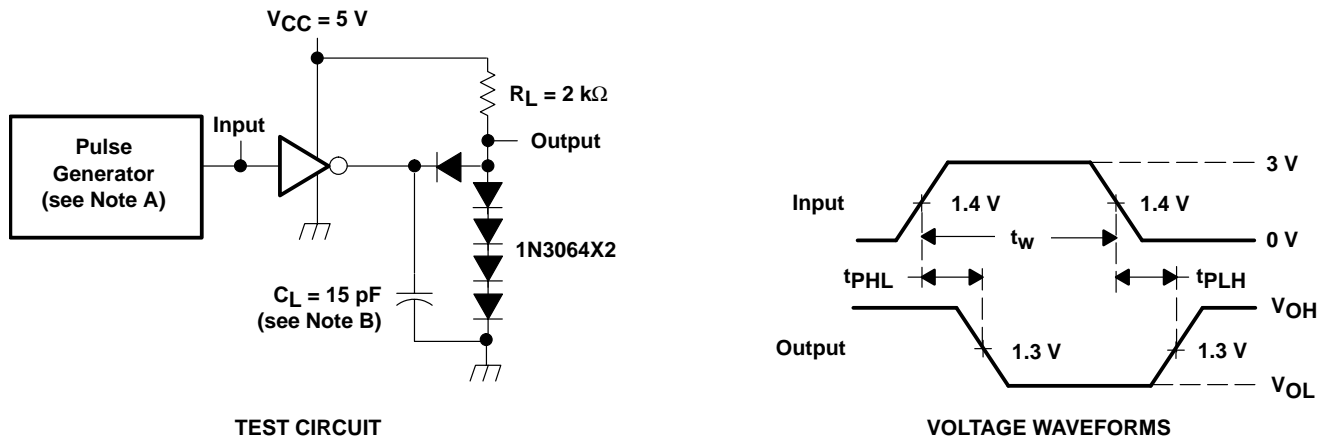 VCC = 5 V
RL = 2 kΩ
Input
Output
Pulse
Generator
(see Note A)
1N3064X2
CL = 15 pF
(see Note B)
TEST CIRCUIT
3 V
Input
1.4 V
1.4 V
tw
0 V
tPHL
tPLH
VOH
Output
1.3 V
1.3 V
VOL
VOLTAGE WAVEFORMS